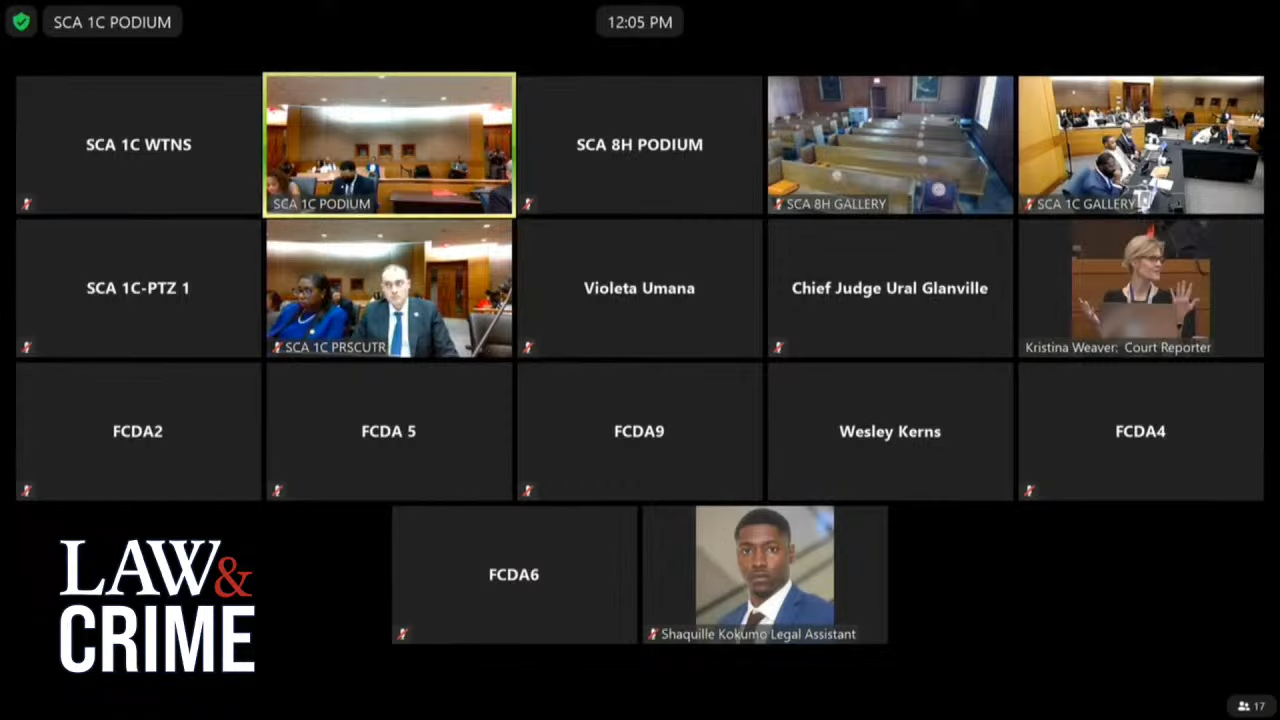 SCA 1C PODIUM
12:05 PM
SCA 1C WTNS
SCA 1C PODIUM
SCA 8H PODIUM
SCA 8H GALLERY
SCA 1C GALLERY
SCA 1C-PTZ 1
SCA 1C PRSCUTR
Violeta Umana
Chief Judge Ural Glanville
Kristina Weaver: Court Reporter
FCDA2
FCDA 5
FCDA9
Wesley Kerns
FCDA4
FCDA6
Shaquille Kokumo Legal Assistant
LAW&
CRIME
17